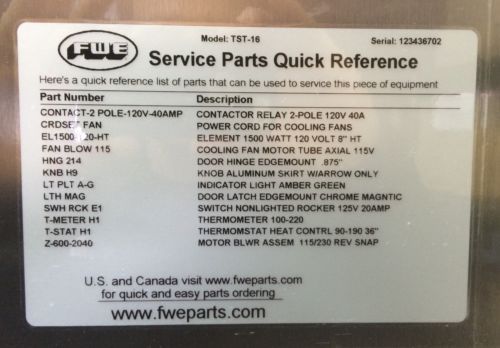 FWE
Model: TST-16
Serial: 123436702
Service Parts Quick Reference
Here's a quick reference list of parts that can be used to service this piece of equipment
Part Number Description
CONTACT-2 POLE-120V-40AMP CONTACTOR RELAY 2-POLE 120V 40A
CRDSET FAN POWER CORD FOR COOLING FANS
EL1500-120-HT ELEMENT 1500 WATT 120 VOLT 8" HT
FAN BLOW 115 COOLING FAN MOTOR TUBE AXIAL 115V
HNG 214 DOOR HINGE EDGEMOUNT .875"
KNB H9 KNOB ALUMINUM SKIRT W/ARROW ONLY
LT PLT A-G INDICATOR LIGHT AMBER GREEN
LTH MAG DOOR LATCH EDGEMOUNT CHROME MAGNTIC
SWH RCK E1 SWITCH NONLIGHTED ROCKER 125V 20AMP
T-METER H1 THERMOMETER 100-220
T-STAT H1 THERMOMSTAT HEAT CONTRL 90-190 36"
Z-600-2040 MOTOR BLWR ASSEM 115/230 REV SNAP
U.S. and Canada visit www.fweparts.com
for quick and easy parts ordering
www.fweparts.com